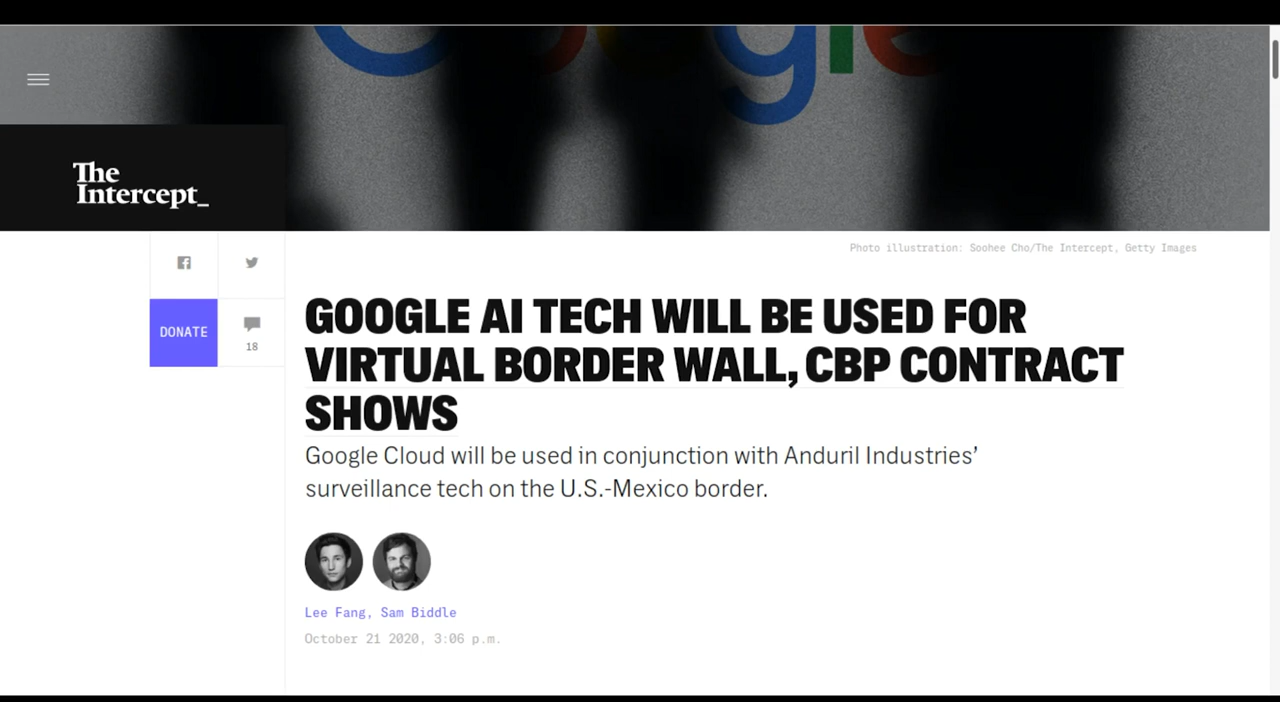 Google
The
Intercept_
Photo illustration: Soohee Cho/The Intercept, Getty Images
DONATE
18
GOOGLE AI TECH WILL BE USED FOR
VIRTUAL BORDER WALL, CBP CONTRACT
SHOWS
Google Cloud will be used in conjunction with Anduril Industries’
surveillance tech on the U.S.-Mexico border.
Lee Fang, Sam Biddle
October 21 2020, 3:06 p.m.